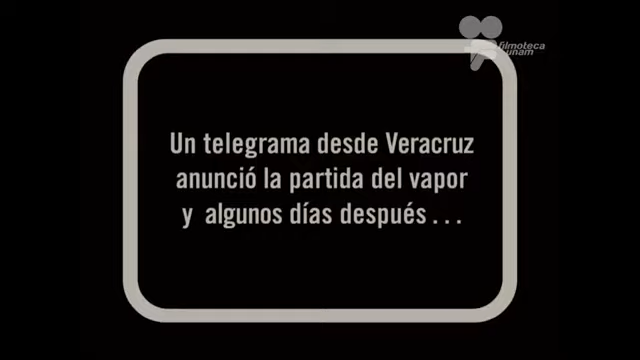 filmoteca
unam
Un telegrama desde Veracruz
anunció la partida del vapor
y algunos días después...